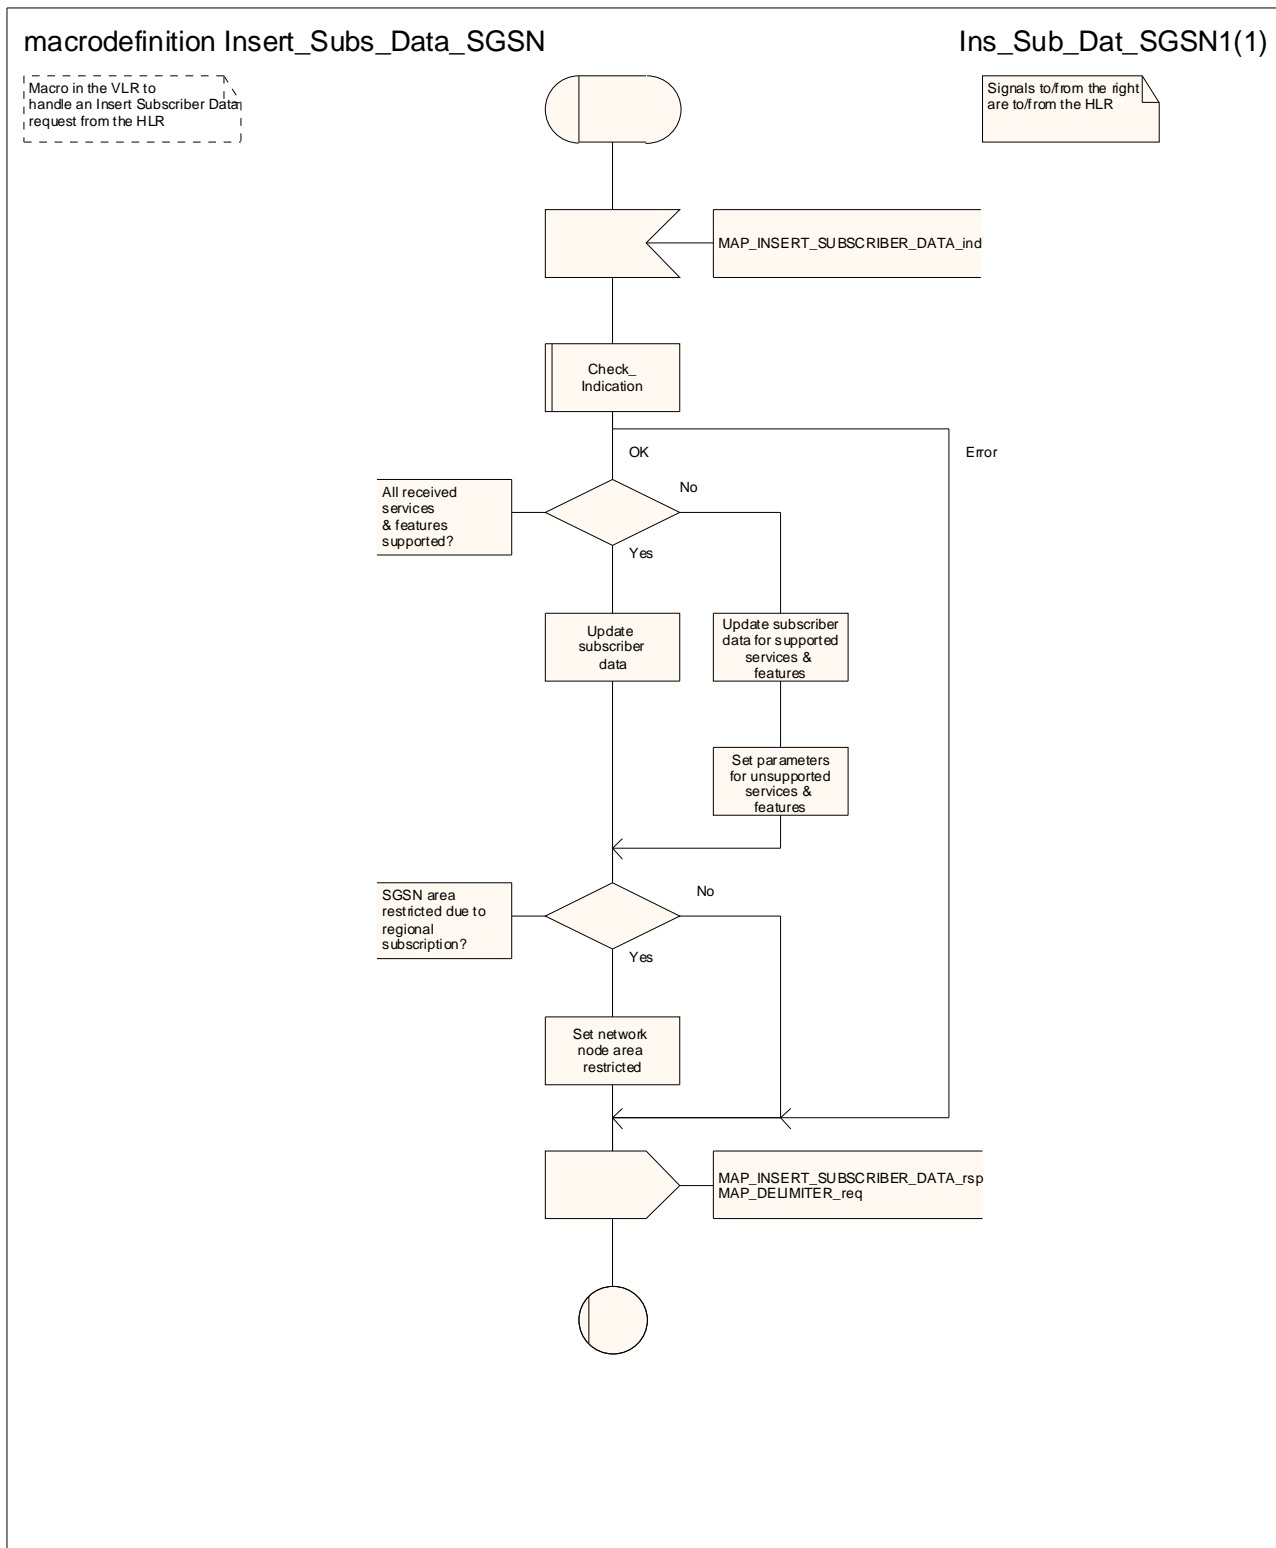 macrodefinition Insert_Subs_Data_SGSN
Ins_Sub_Dat_SGSN1(1)
Macro in the VLR to
handle an Insert Subscriber Data
request from the HLR
Signals to/from the right
are to/from the HLR
MAP_INSERT_SUBSCRIBER_DATA_ind
Check_
Indication
OK
Error
All received
services
& features
supported?
No
Yes
Update
subscriber
data
Update subscriber
data for supported
services &
features
Set parameters
for unsupported
services &
features
SGSN area
restricted due to
regional
subscription?
No
Yes
Set network
node area
restricted
MAP_INSERT_SUBSCRIBER_DATA_rsp
MAP_DELIMITER_req